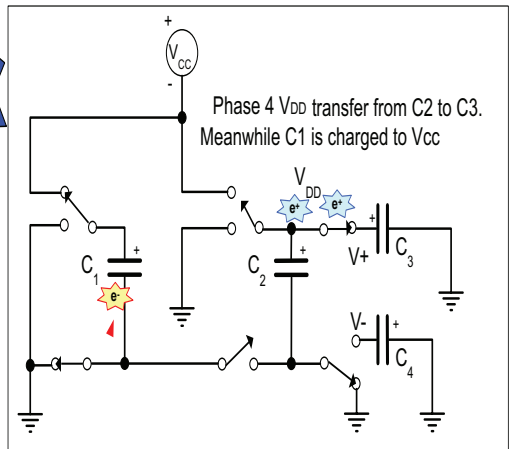 +
VCC
-
Phase 4 VDD transfer from C2 to C3.
Meanwhile C1 is charged to Vcc
VDD
e+
e+
+
C1
e-
+
C2
+
V+
C3
V-
+
C4